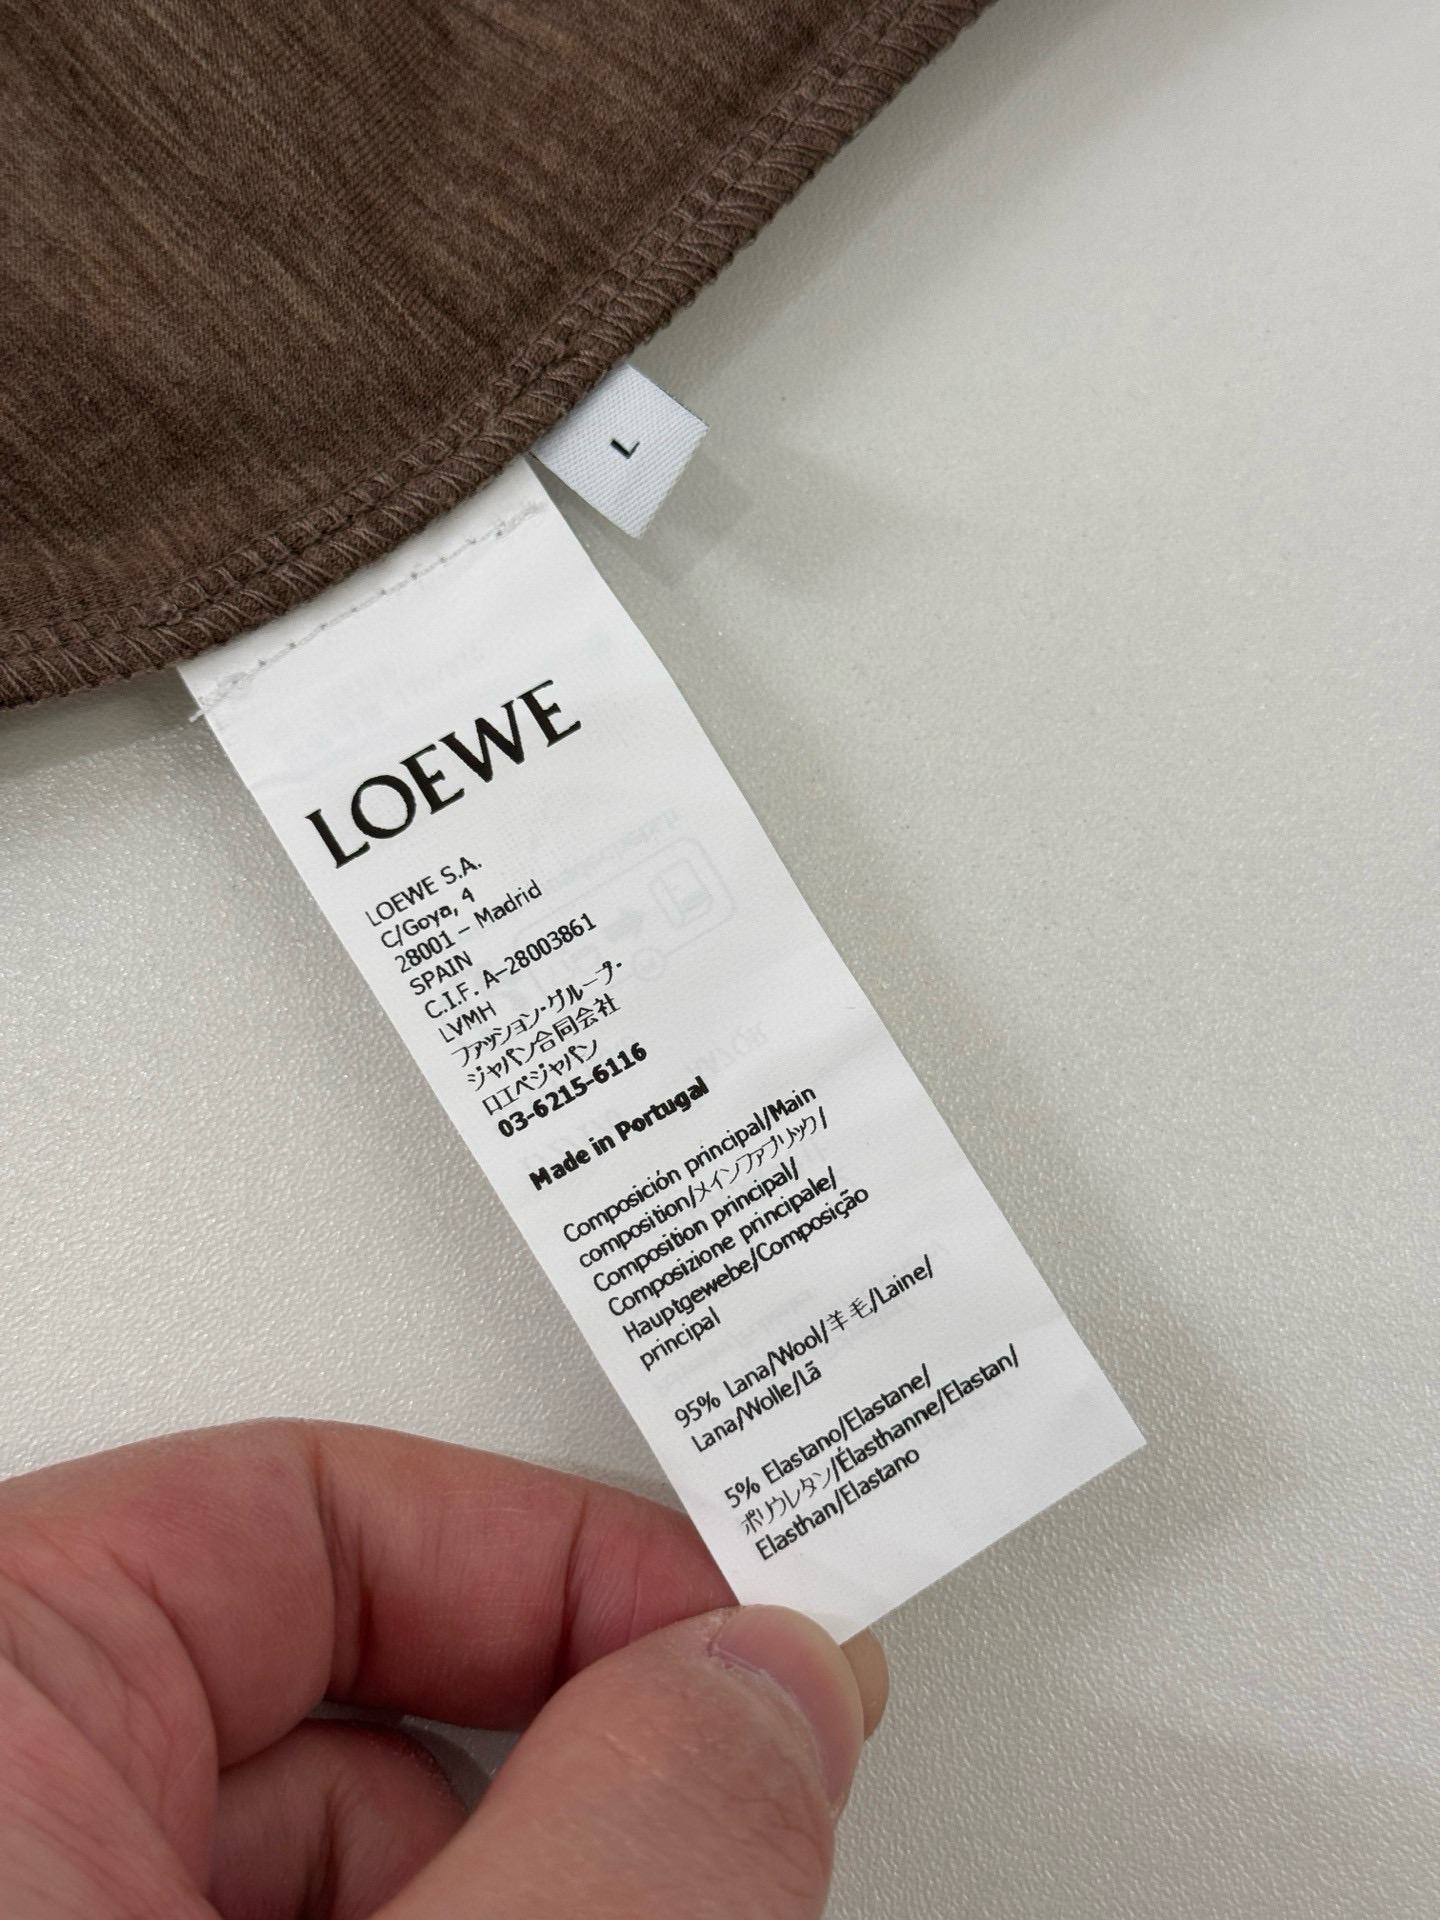 L
LOEWE
LOEWE S.A.
C/Goya, 4
28001 – Madrid
SPAIN
C.I.F. A–28003861
LVMH
ファッション・グループ・
ジャパン合同会社
ロエベジャパン
03-6215-6116
Made in Portugal
Composición principal/Main
composition/メインファブリック/
Composition principal/
Composizione principale/
Hauptgewebe/Composição
principal
95% Lana/Wool/羊毛/Laine/
Lana/Wolle/Lã
5% Elastano/Elastane/
ポリウレタン/Élasthanne/Elastan/
Elasthan/Elastano